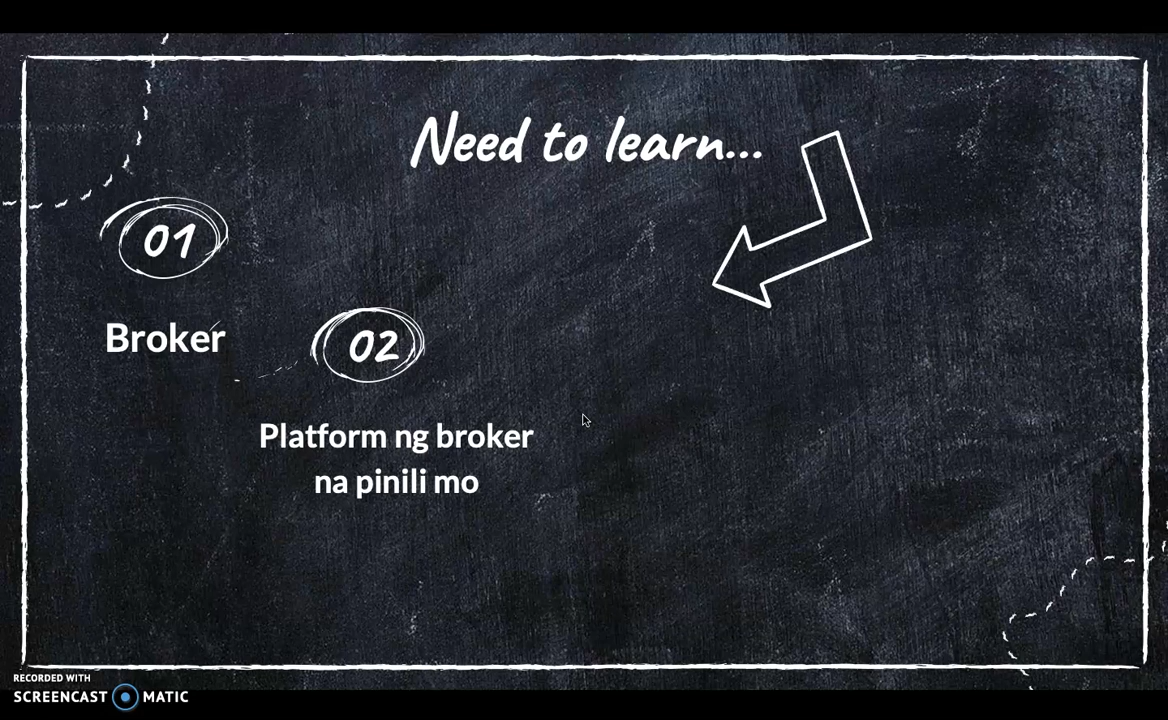 Need to learn...
01
Broker
02
Platform ng broker
na pinili mo
RECORDED WITH
SCREENCAST MATIC